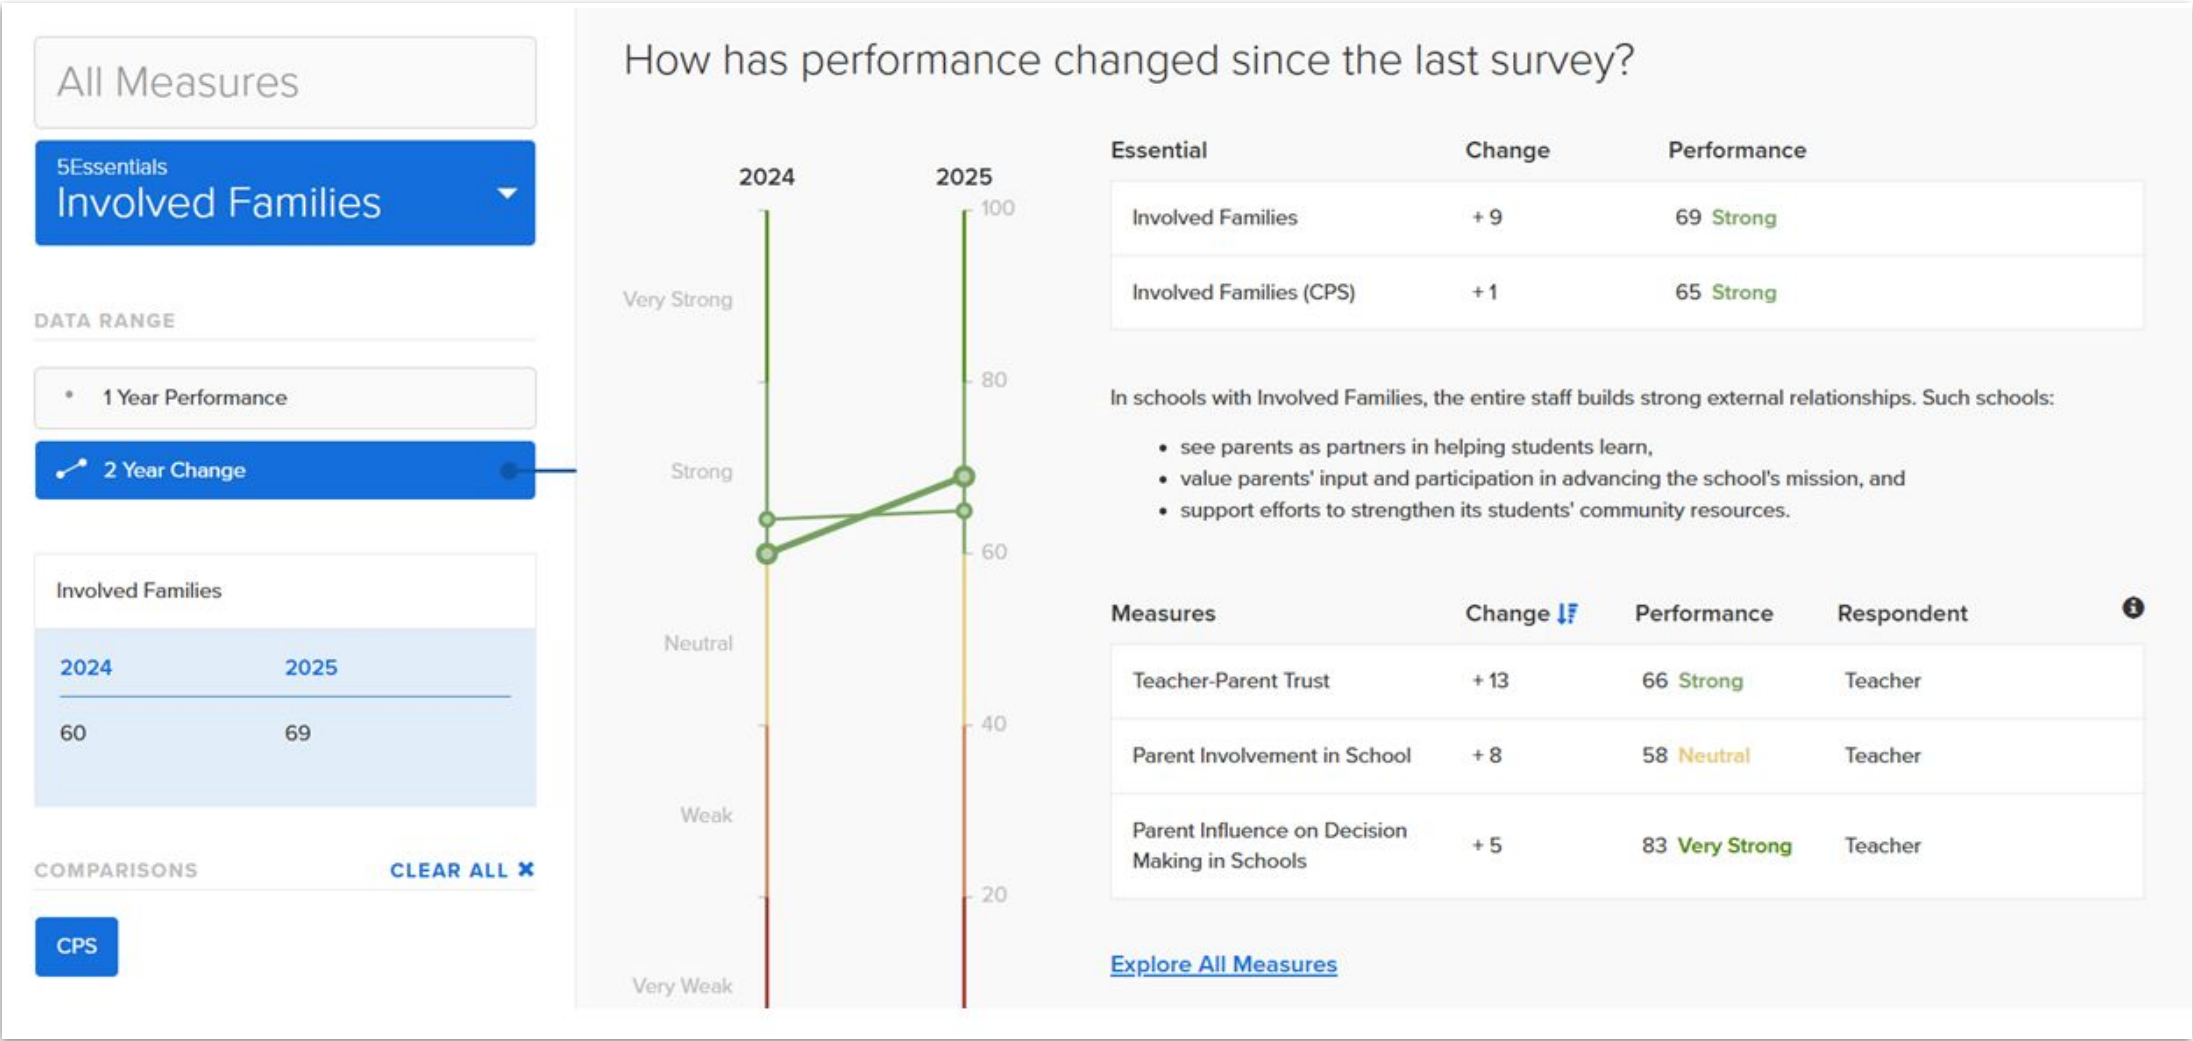 All Measures
5Essentials
Involved Families
DATA RANGE
1 Year Performance
2 Year Change
Involved Families
2024 2025
60 69
COMPARISONS CLEAR ALL ✖
CPS
How has performance changed since the last survey?
2024 2025
100
Very Strong
80
Strong
60
Neutral
40
Weak
20
Very Weak
Essential Change Performance
Involved Families + 9 69 Strong
Involved Families (CPS) + 1 65 Strong
In schools with Involved Families, the entire staff builds strong external relationships. Such schools:
• see parents as partners in helping students learn,
• value parents' input and participation in advancing the school's mission, and
• support efforts to strengthen its students' community resources.
Measures Change Performance Respondent
Teacher-Parent Trust + 13 66 Strong Teacher
Parent Involvement in School + 8 58 Neutral Teacher
Parent Influence on Decision
Making in Schools + 5 83 Very Strong Teacher
Explore All Measures